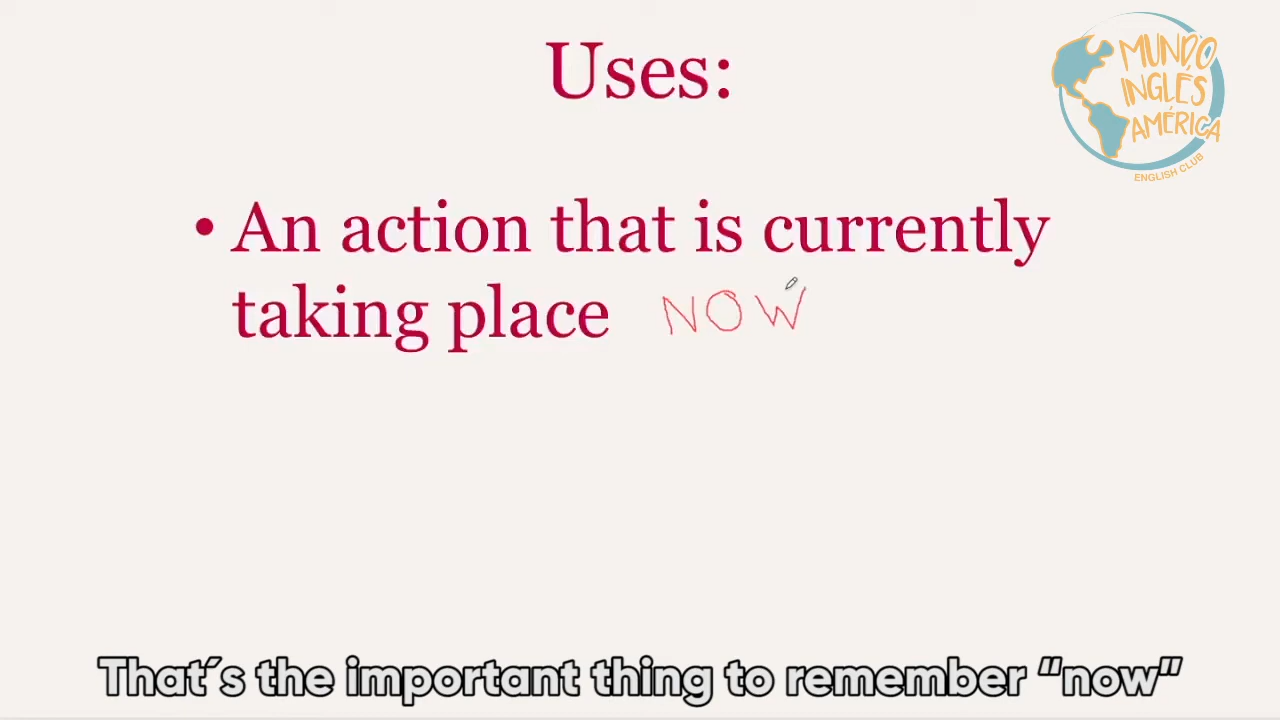 Uses:
MUNDO
INGLÉS
AMÉRICA
ENGLISH CLUB
• An action that is currently
taking place NOW
That´s the important thing to remember “now”